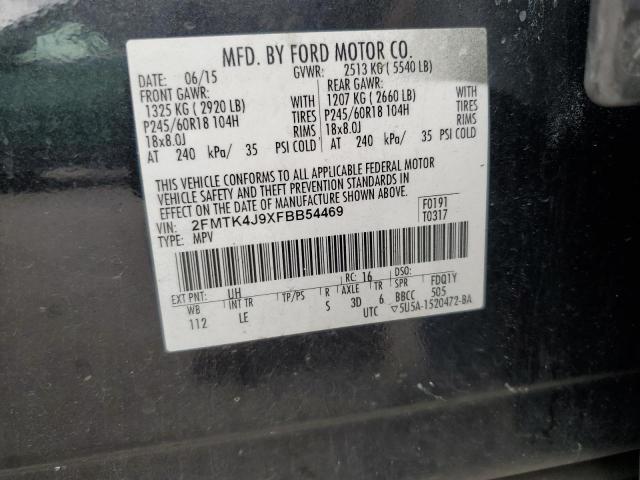 MFD. BY FORD MOTOR CO.
DATE: 06/15 GVWR: 2513 KG ( 5540 LB)
FRONT GAWR: REAR GAWR:
1325 KG ( 2920 LB) WITH 1207 KG ( 2660 LB) WITH
P245/60R18 104H TIRES P245/60R18 104H TIRES
18x8.0J RIMS 18x8.0J RIMS
AT 240 kPa/ 35 PSI COLD AT 240 kPa/ 35 PSI COLD
THIS VEHICLE CONFORMS TO ALL APPLICABLE FEDERAL MOTOR
VEHICLE SAFETY AND THEFT PREVENTION STANDARDS IN
EFFECT ON THE DATE OF MANUFACTURE SHOWN ABOVE.
VIN: 2FMTK4J9XFBB54469 F0191
TYPE: MPV T0317
EXT PNT: UH RC: 16 DSO: FDQ1Y
WB INT TR TP/PS R AXLE TR SPR 505
112 LE S 3D 6 BBCC
UTC ▽5U5A-1520472-BA